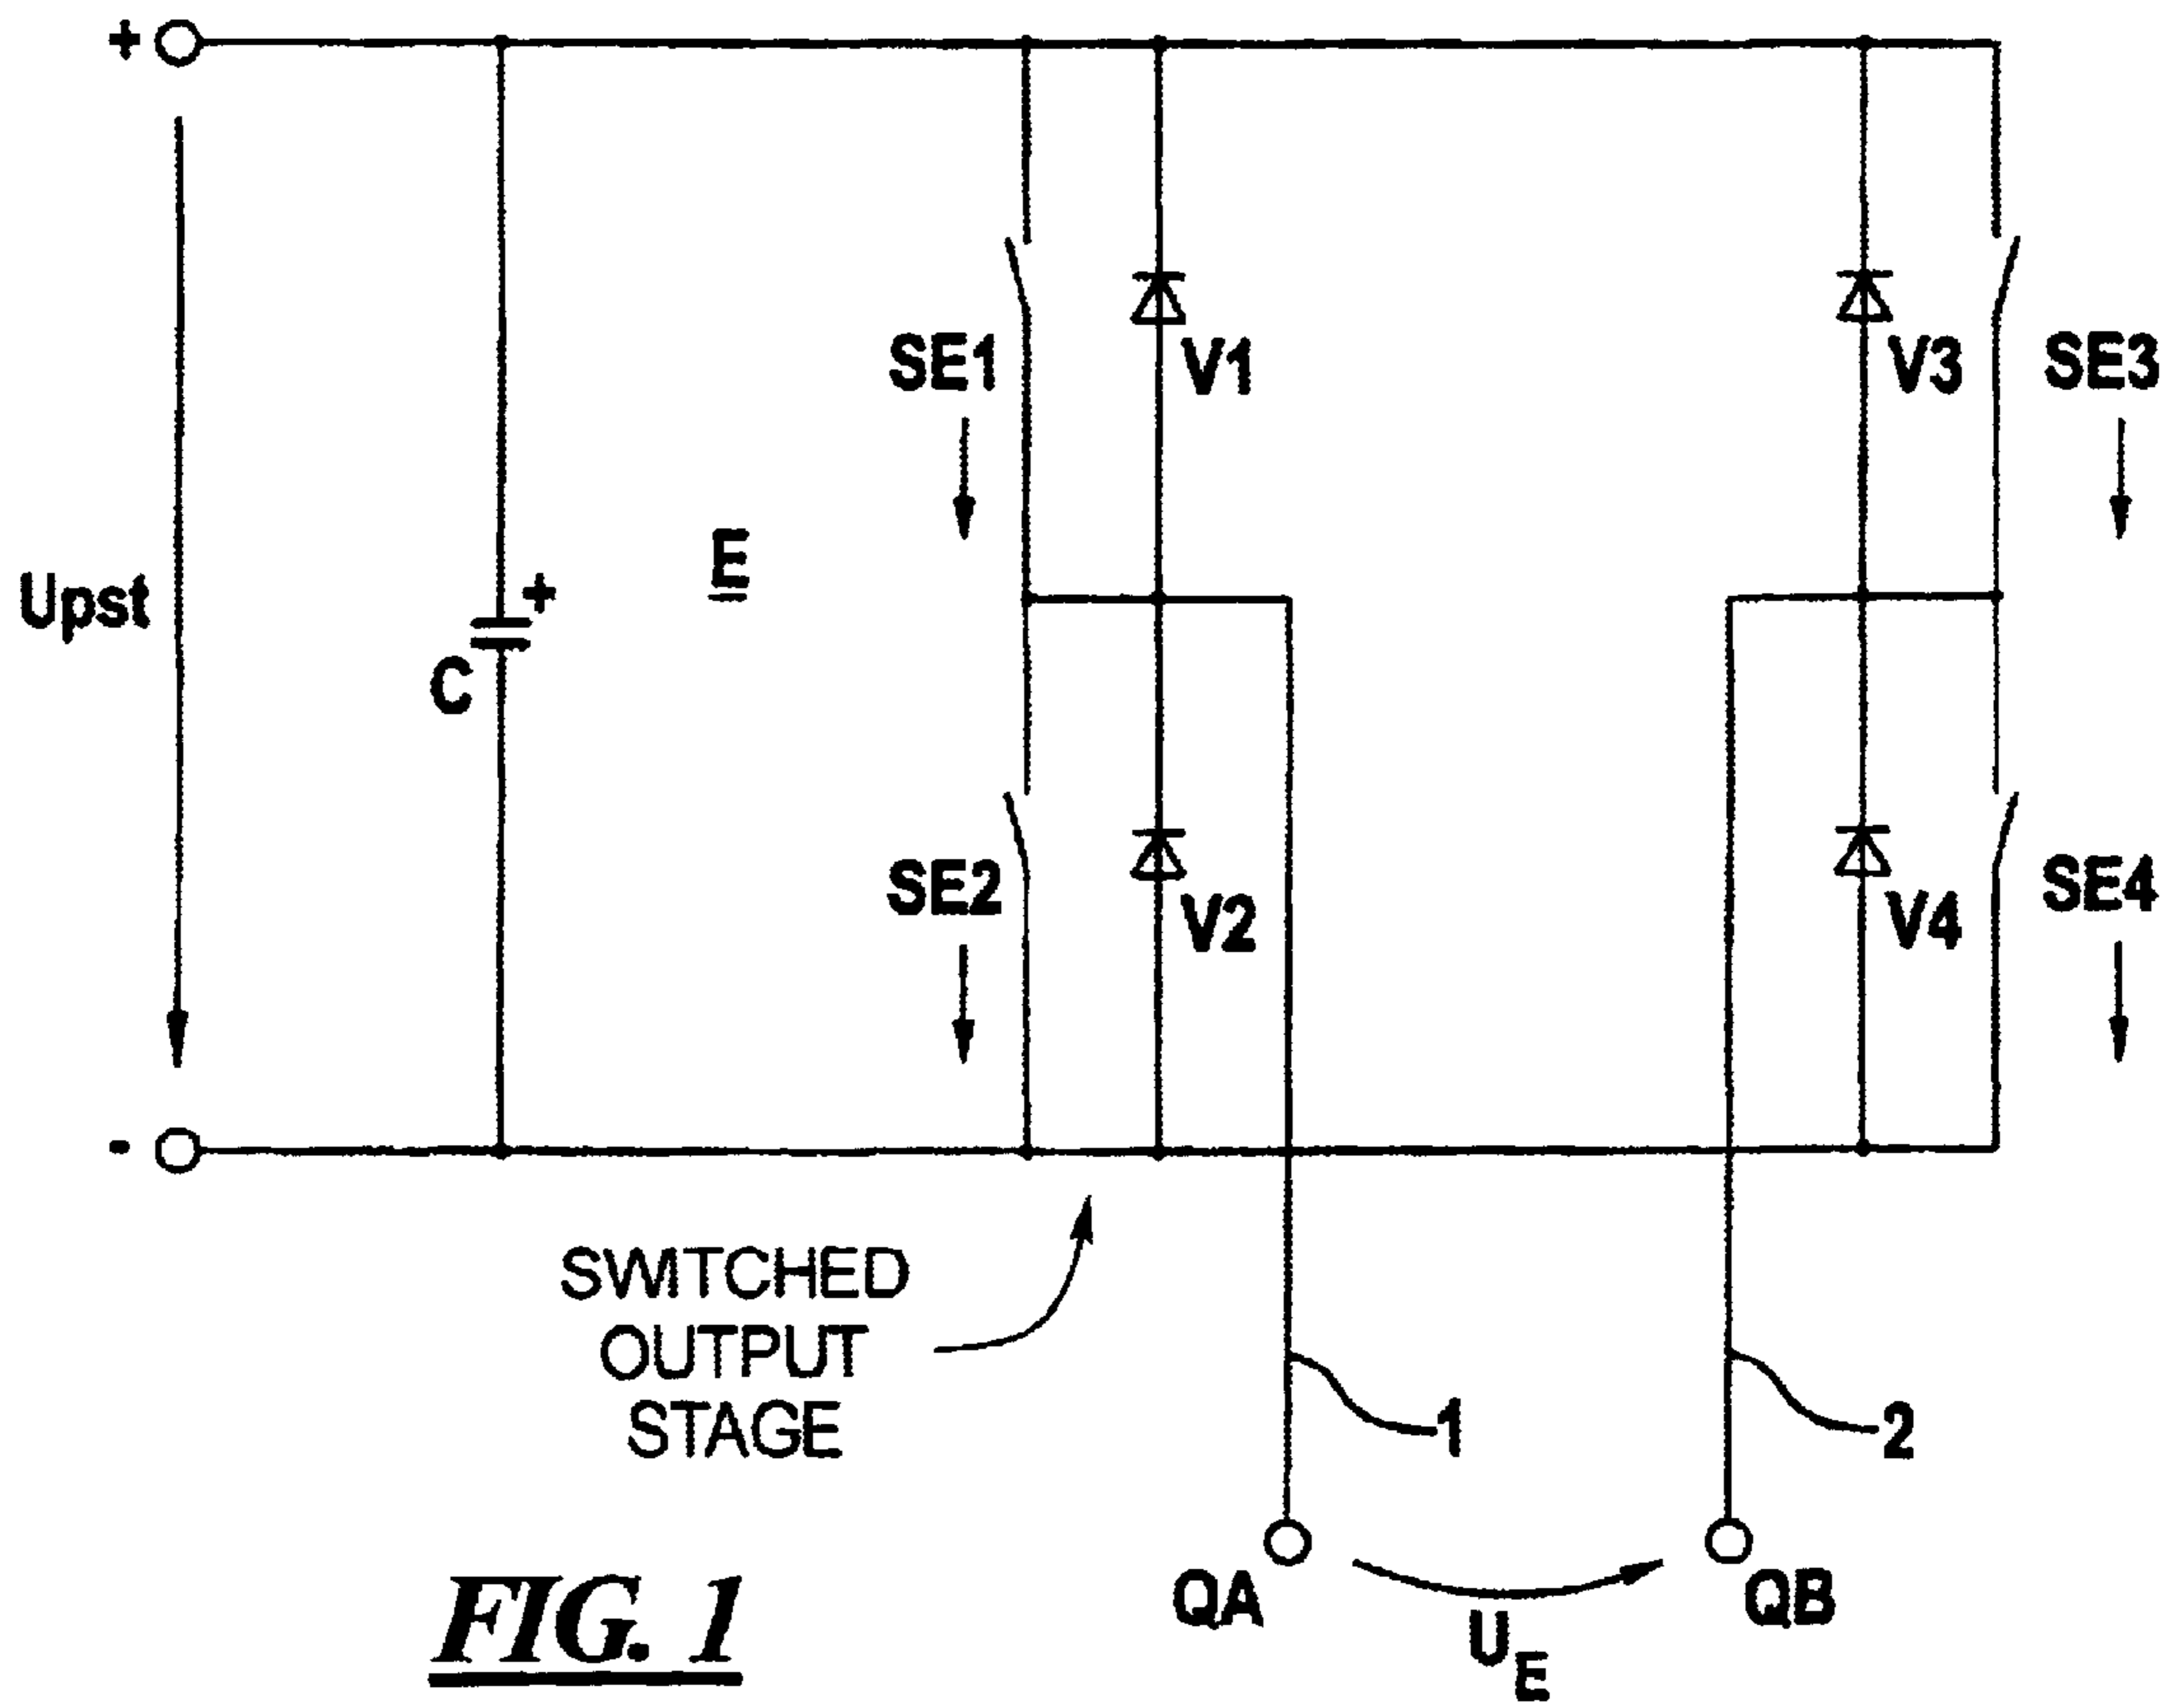 +
SE1
V1
V3
SE3
E
Upst
+
C
SE2
V2
V4
SE4
-
SWITCHED
OUTPUT
STAGE
1
2
QA
QB
UE
FIG. 1